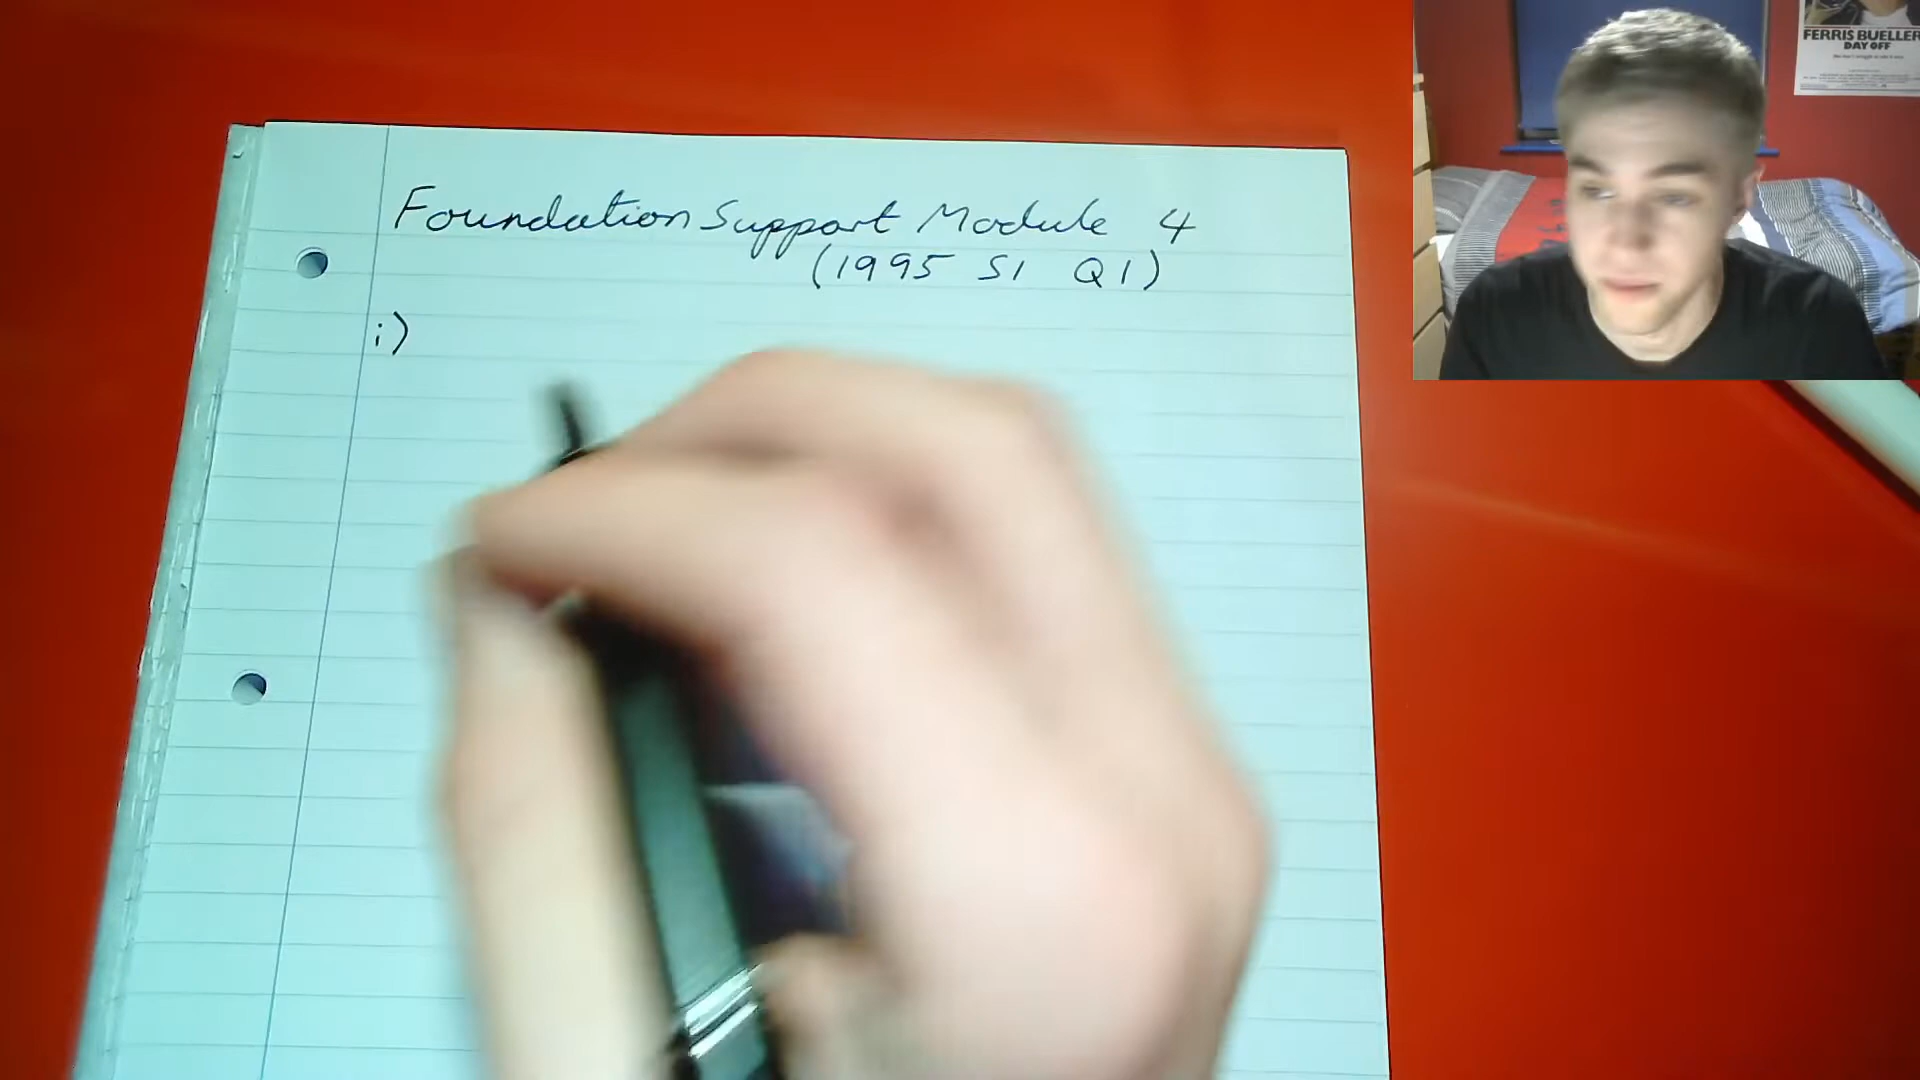 Foundation Support Module 4
(1995 S1 Q1)
i)
FERRIS BUELLER
DAY OFF